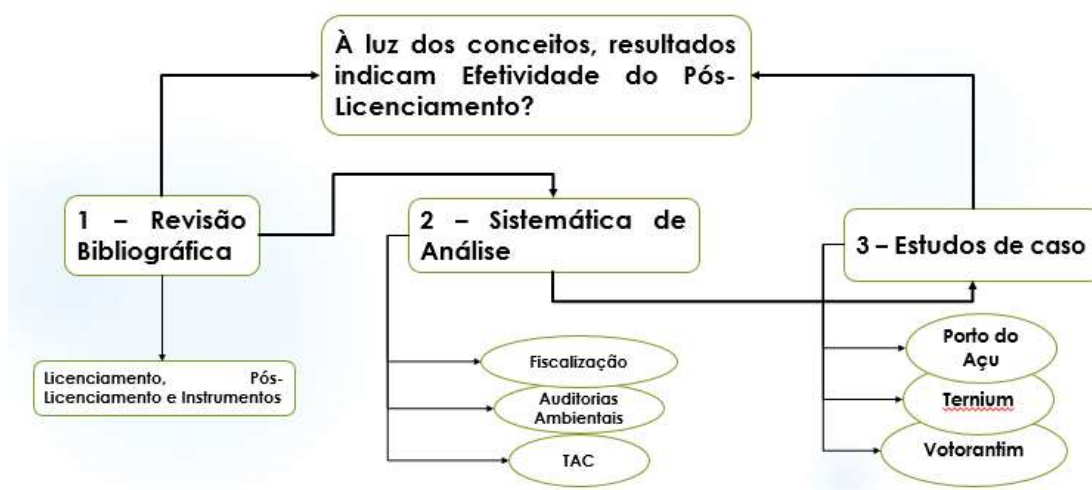 À luz dos conceitos, resultados
indicam Efetividade do Pós-
Licenciamento?
1 – Revisão
Bibliográfica
2 – Sistemática de
Análise
3 – Estudos de caso
Licenciamento, Pós-
Licenciamento e Instrumentos
Fiscalização
Auditorias
Ambientais
TAC
Porto do
Açu
Ternium
Votorantim